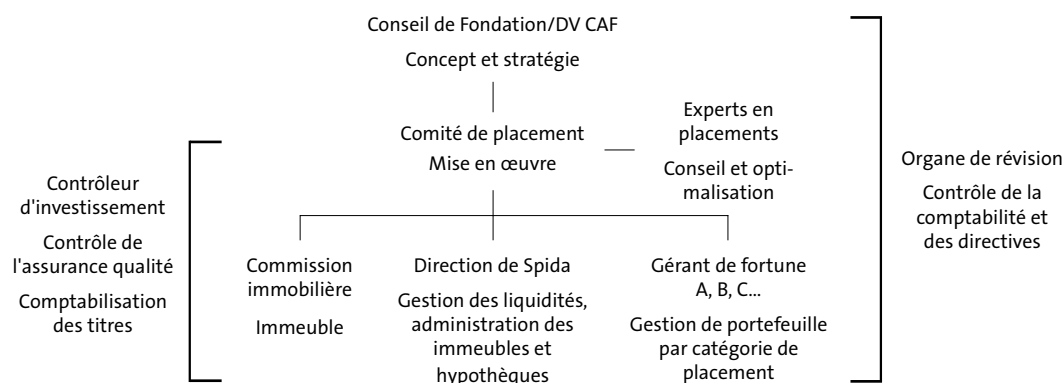 Conseil de Fondation/DV CAF
Concept et stratégie
Comité de placement
Mise en œuvre
Experts en
placements
Conseil et opti-
malisation
Organe de révision
Contrôle de la
comptabilité et
des directives
Contrôleur
d'investissement
Contrôle de
l'assurance qualité
Comptabilisation
des titres
Commission
immobilière
Immeuble
Direction de Spida
Gestion des liquidités,
administration des
immeubles et
hypothèques
Gérant de fortune
A, B, C...
Gestion de portefeuille
par catégorie de
placement